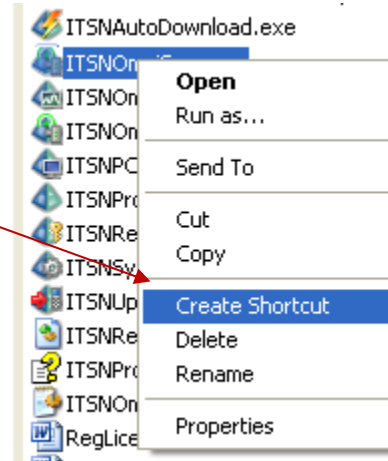 ITSNAutoDownload.exe
ITSNOm
ITSNOm
ITSNOn
ITSNPC
ITSNPro
ITSNRe
ITSNSy
ITSNUp
ITSNRe
ITSNPro
ITSNOn
RegLice
Open
Run as...
Send To
Cut
Copy
Create Shortcut
Delete
Rename
Properties